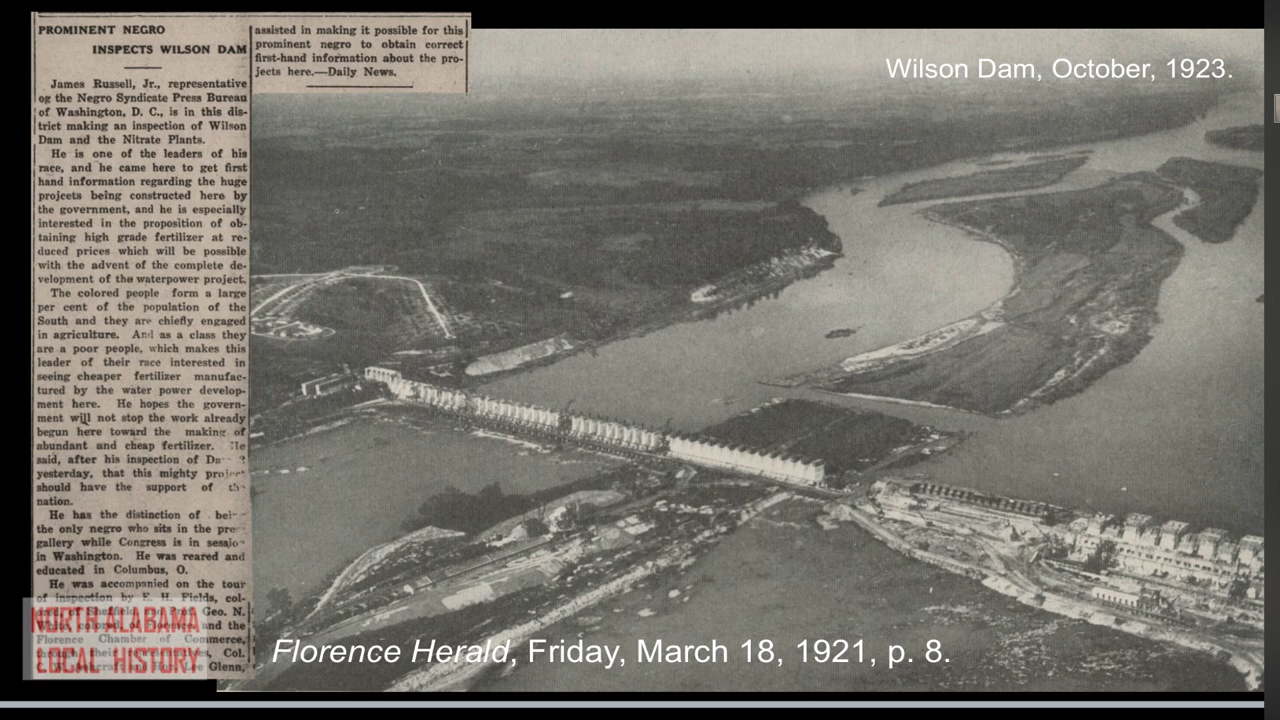 PROMINENT NEGRO
INSPECTS WILSON DAM
James Russell, Jr., representative
og the Negro Syndicate Press Bureau
of Washington, D. C., is in this dis-
trict making an inspection of Wilson
Dam and the Nitrate Plants.
He is one of the leaders of his
race, and he came here to get first
hand information regarding the huge
projcets being constructed here by
the government, and he is especially
interested in the proposition of ob-
taining high grade fertilizer at re-
duced prices which will be possible
with the advent of the complete de-
velopment of the waterpower project.
The colored people form a large
per cent of the population of the
South and they are chiefly engaged
in agriculture. And as a class they
are a poor people, which makes this
leader of their race interested in
seeing cheaper fertilizer manufac-
tured by the water power develop-
ment here. He hopes the govern-
ment will not stop the work already
begun here toward the making of
abundant and cheap fertilizer. He
said, after his inspection of
yesterday, that this mighty project
should have the support of the
nation.
He has the distinction of
the only negro who sits in the
gallery while Congress is in
in Washington. He was reared and
educated in Columbus, O.
He was accompanied on the tour
of inspection by E. H. Fields, col-
of Sheffield Geo. N.
and the
Florence Chamber of Commerce,
Col.
Glenn,
assisted in making it possible for this
prominent negro to obtain correct
first-hand information about the pro-
jects here.—Daily News.
Wilson Dam, October, 1923.
NORTH ALABAMA
LOCAL HISTORY
Florence Herald, Friday, March 18, 1921, p. 8.